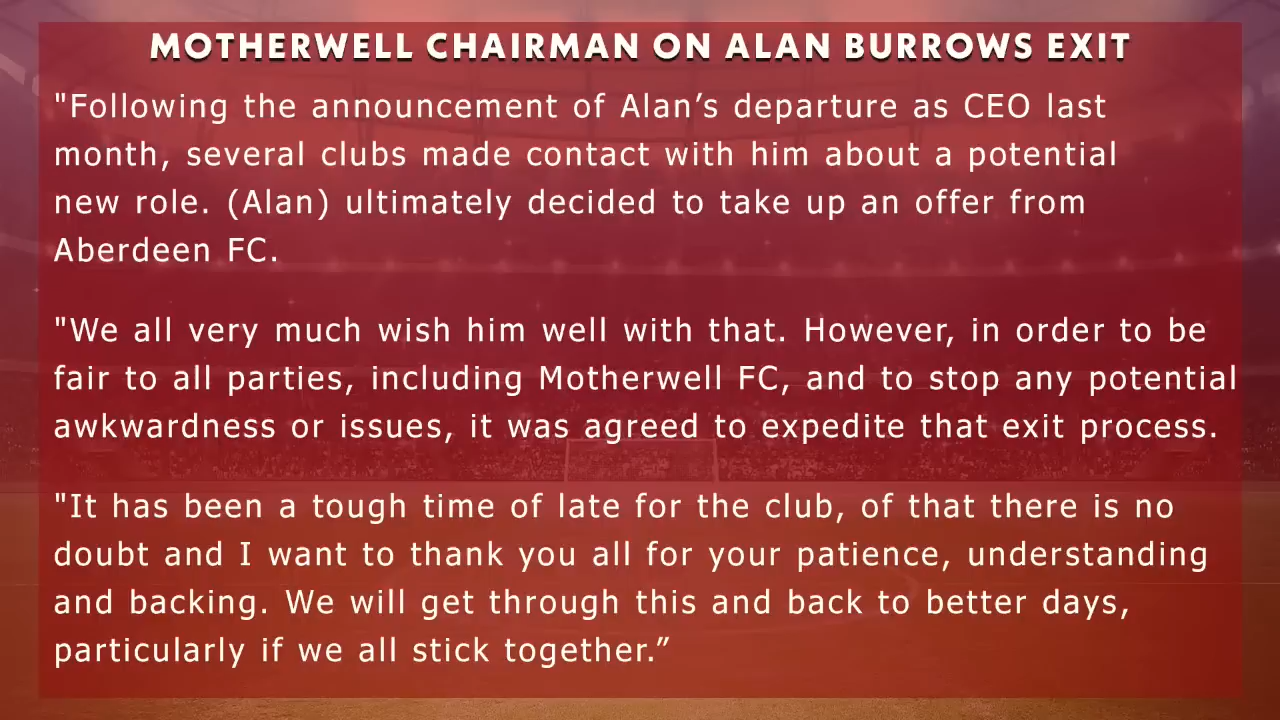 MOTHERWELL CHAIRMAN ON ALAN BURROWS EXIT
"Following the announcement of Alan’s departure as CEO last
month, several clubs made contact with him about a potential
new role. (Alan) ultimately decided to take up an offer from
Aberdeen FC.
"We all very much wish him well with that. However, in order to be
fair to all parties, including Motherwell FC, and to stop any potential
awkwardness or issues, it was agreed to expedite that exit process.
"It has been a tough time of late for the club, of that there is no
doubt and I want to thank you all for your patience, understanding
and backing. We will get through this and back to better days,
particularly if we all stick together.”